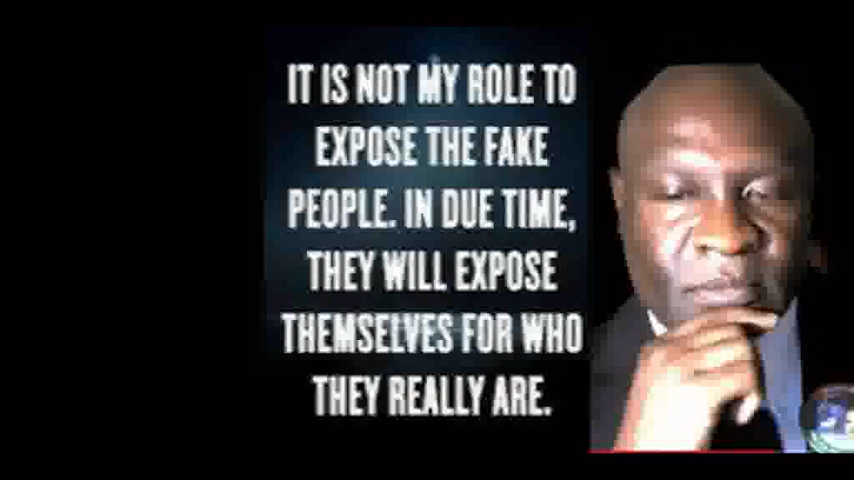 IT IS NOT MY ROLE TO
EXPOSE THE FAKE
PEOPLE. IN DUE TIME,
THEY WILL EXPOSE
THEMSELVES FOR WHO
THEY REALLY ARE.